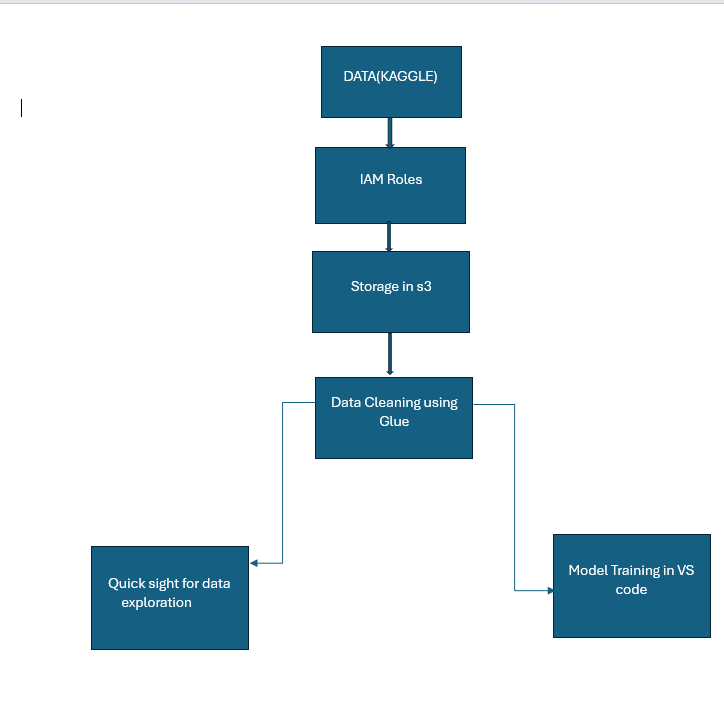 DATA(KAGGLE)
IAM Roles
Storage in s3
Data Cleaning using
Glue
Quick sight for data
exploration
Model Training in VS
code